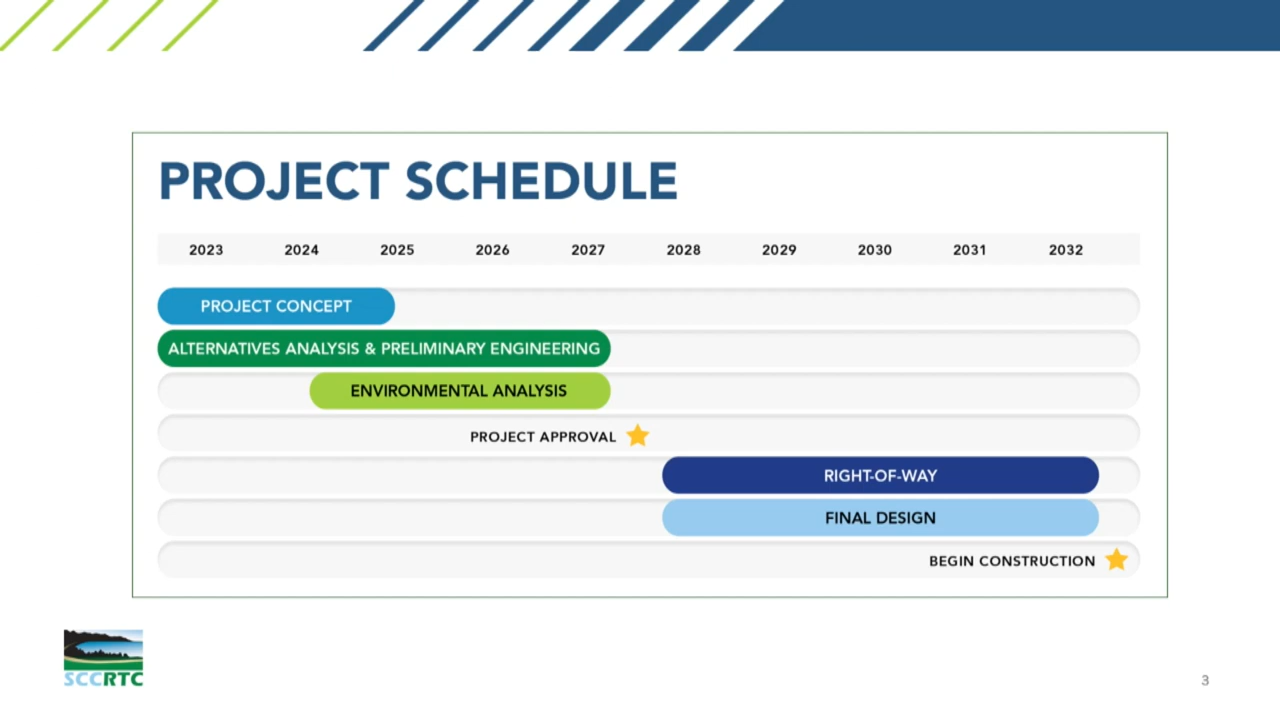 PROJECT SCHEDULE
2023 2024 2025 2026 2027 2028 2029 2030 2031 2032
PROJECT CONCEPT
ALTERNATIVES ANALYSIS & PRELIMINARY ENGINEERING
ENVIRONMENTAL ANALYSIS
PROJECT APPROVAL
RIGHT-OF-WAY
FINAL DESIGN
BEGIN CONSTRUCTION
SCCRTC
3